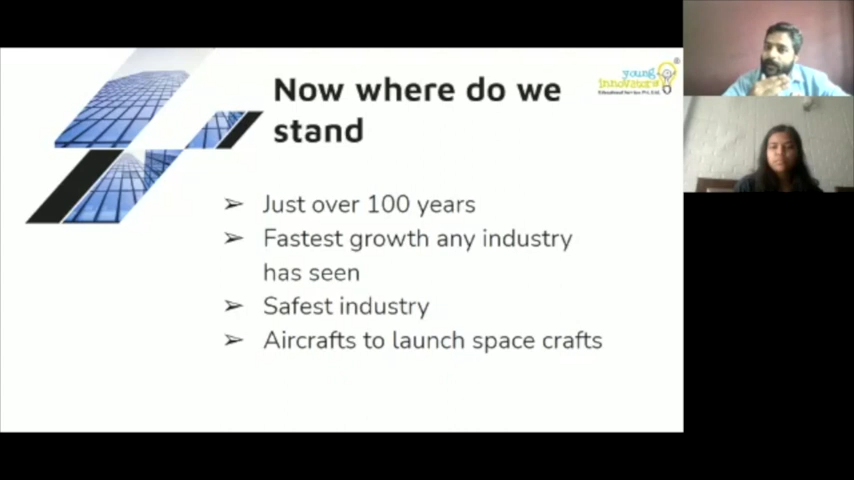 Now where do we
stand
young
innovators
➢ Just over 100 years
➢ Fastest growth any industry
has seen
➢ Safest industry
➢ Aircrafts to launch space crafts